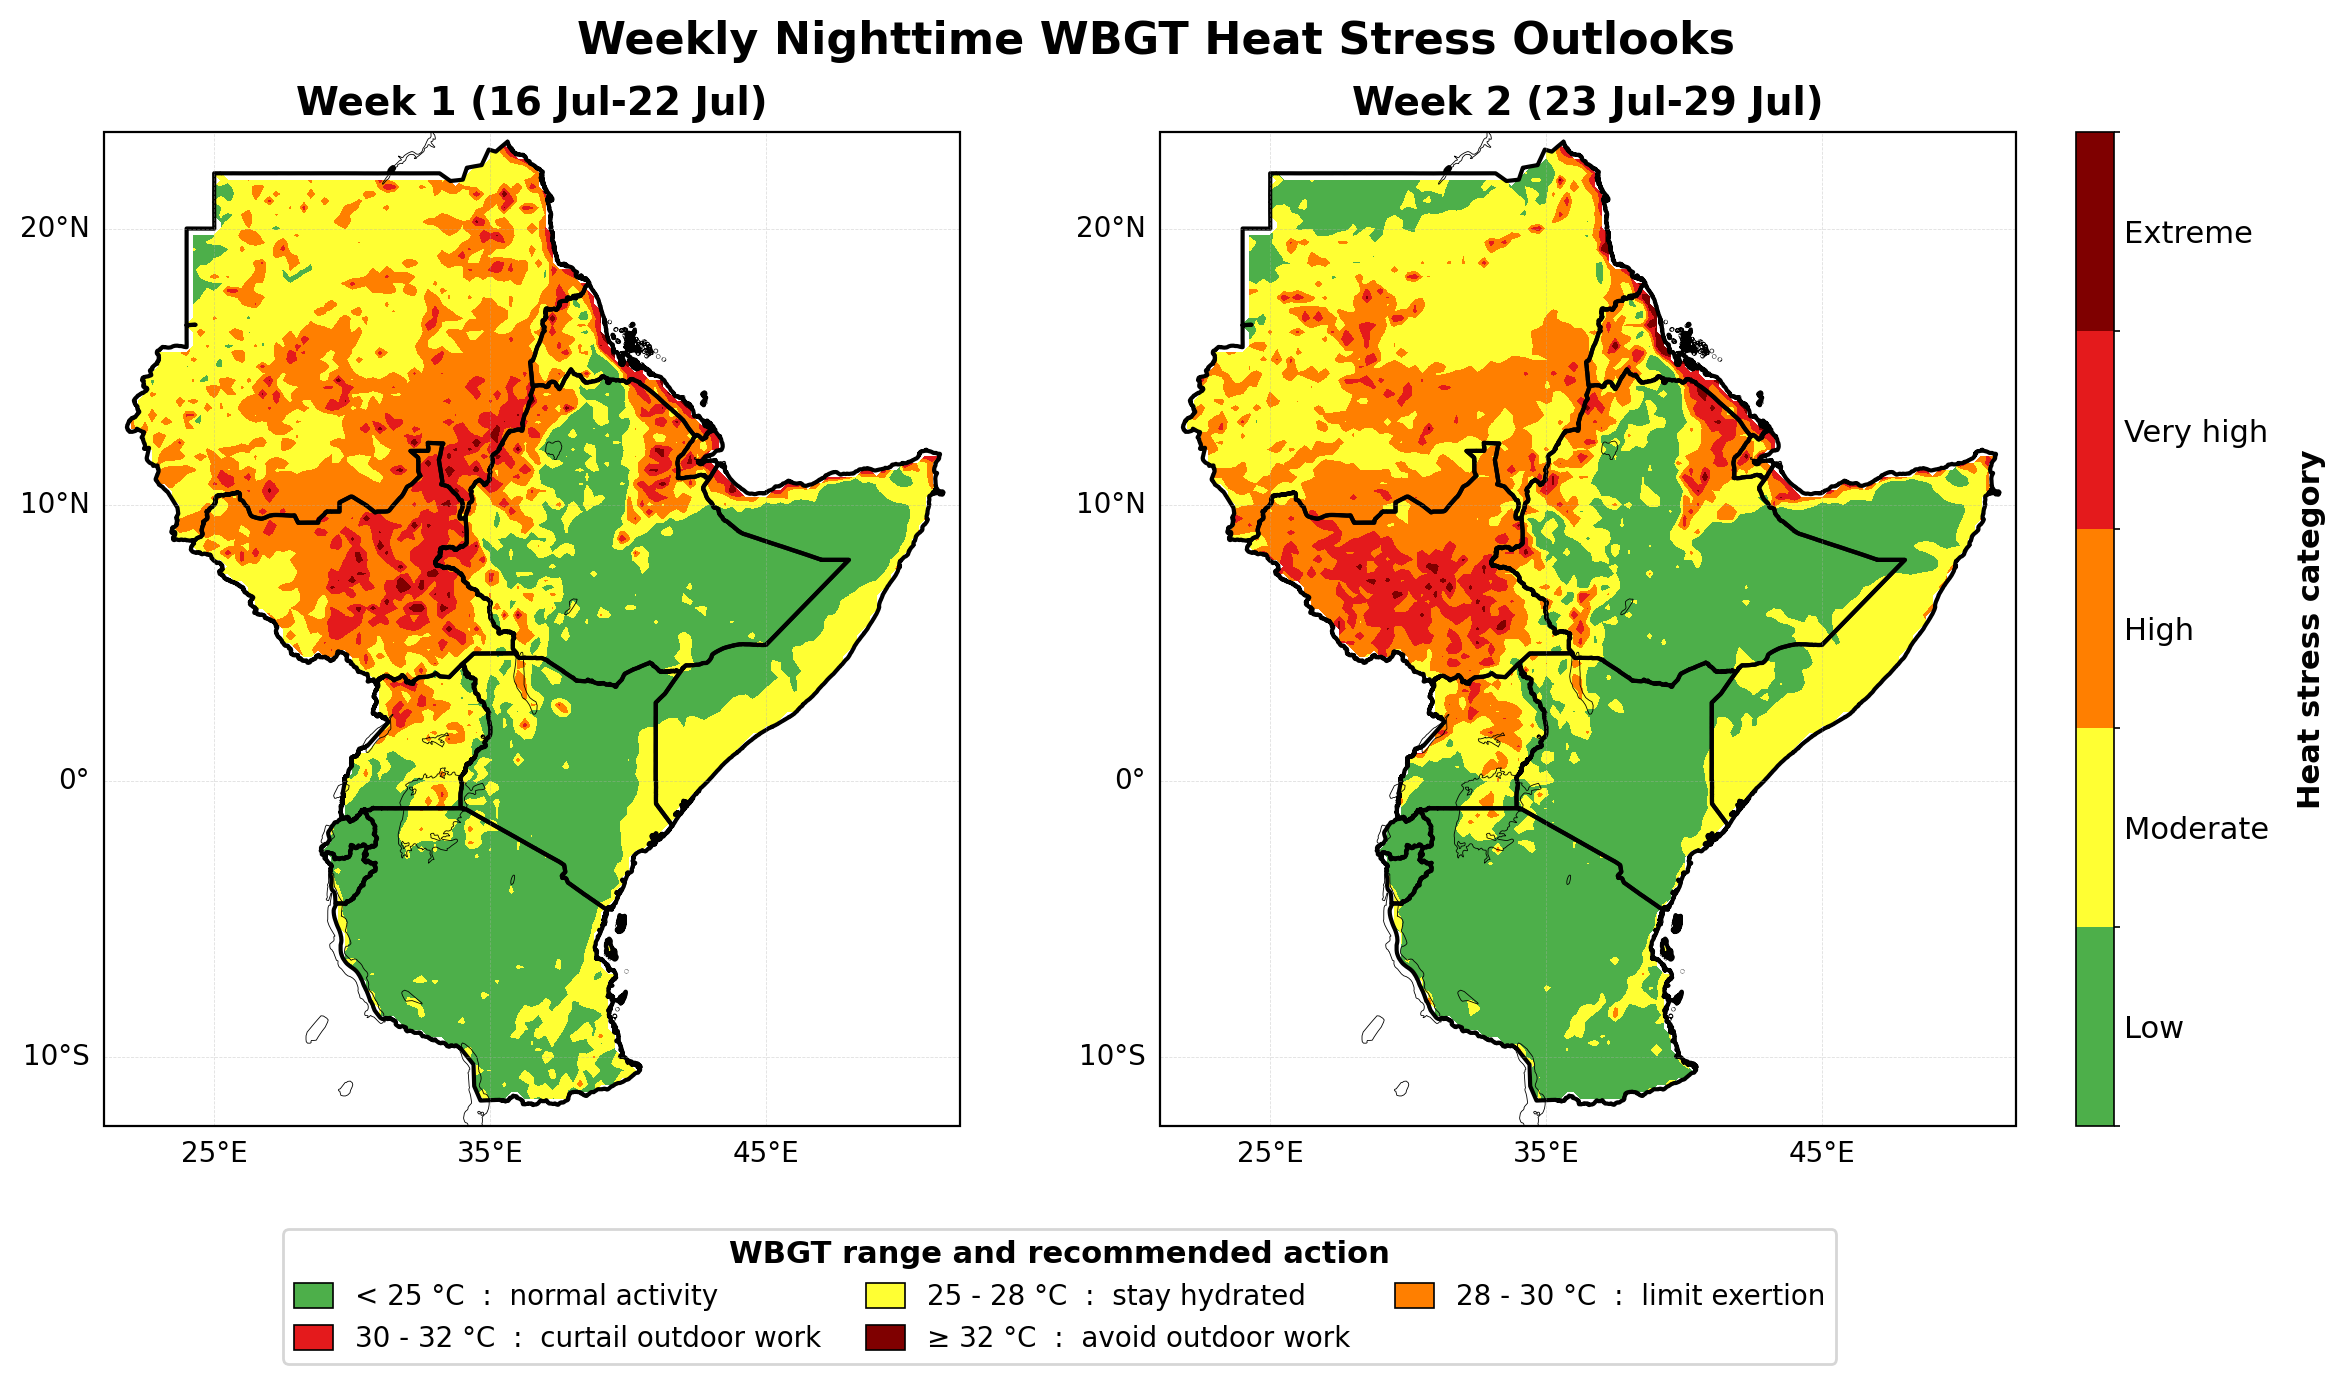 Weekly Nighttime WBGT Heat Stress Outlooks
Week 1 (16 Jul-22 Jul)
Week 2 (23 Jul-29 Jul)
20°N
10°N
0°
10°S
25°E
35°E
45°E
20°N
10°N
0°
10°S
25°E
35°E
45°E
Extreme
Very high
High
Moderate
Low
Heat stress category
WBGT range and recommended action
< 25 °C : normal activity
25 - 28 °C : stay hydrated
28 - 30 °C : limit exertion
30 - 32 °C : curtail outdoor work
≥ 32 °C : avoid outdoor work